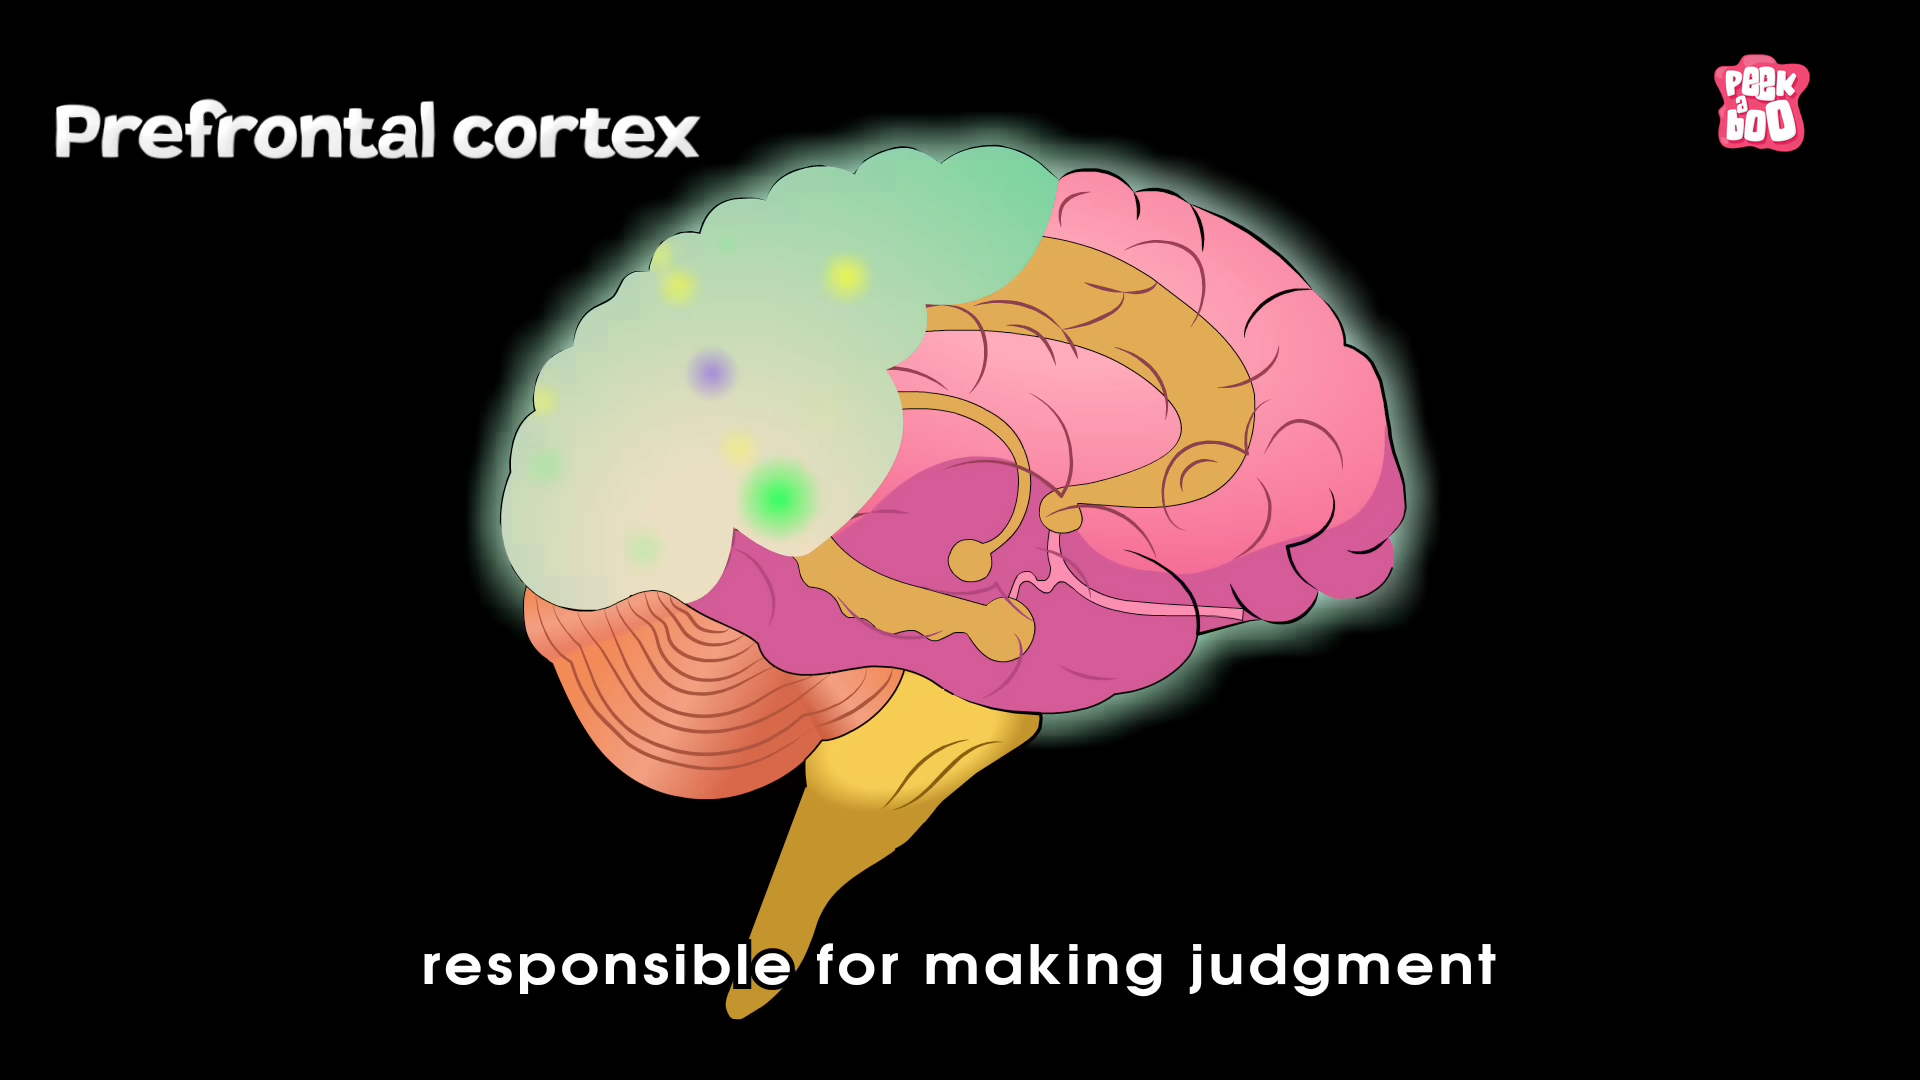 Prefrontal cortex
PEEK
a
boo
responsible for making judgment